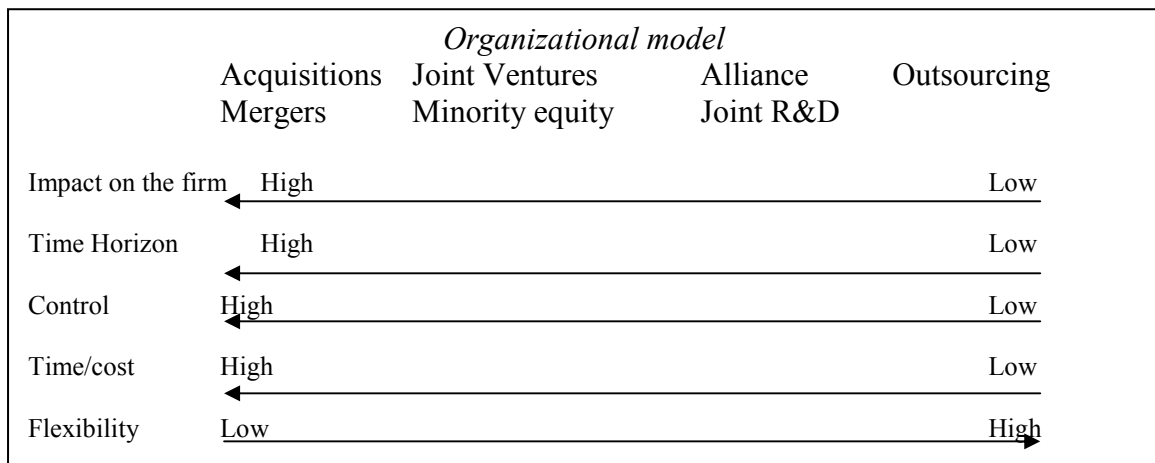 Organizational model
Acquisitions Joint Ventures Alliance Outsourcing
Mergers Minority equity Joint R&D
Impact on the firm High Low
Time Horizon High Low
Control High Low
Time/cost High Low
Flexibility Low High